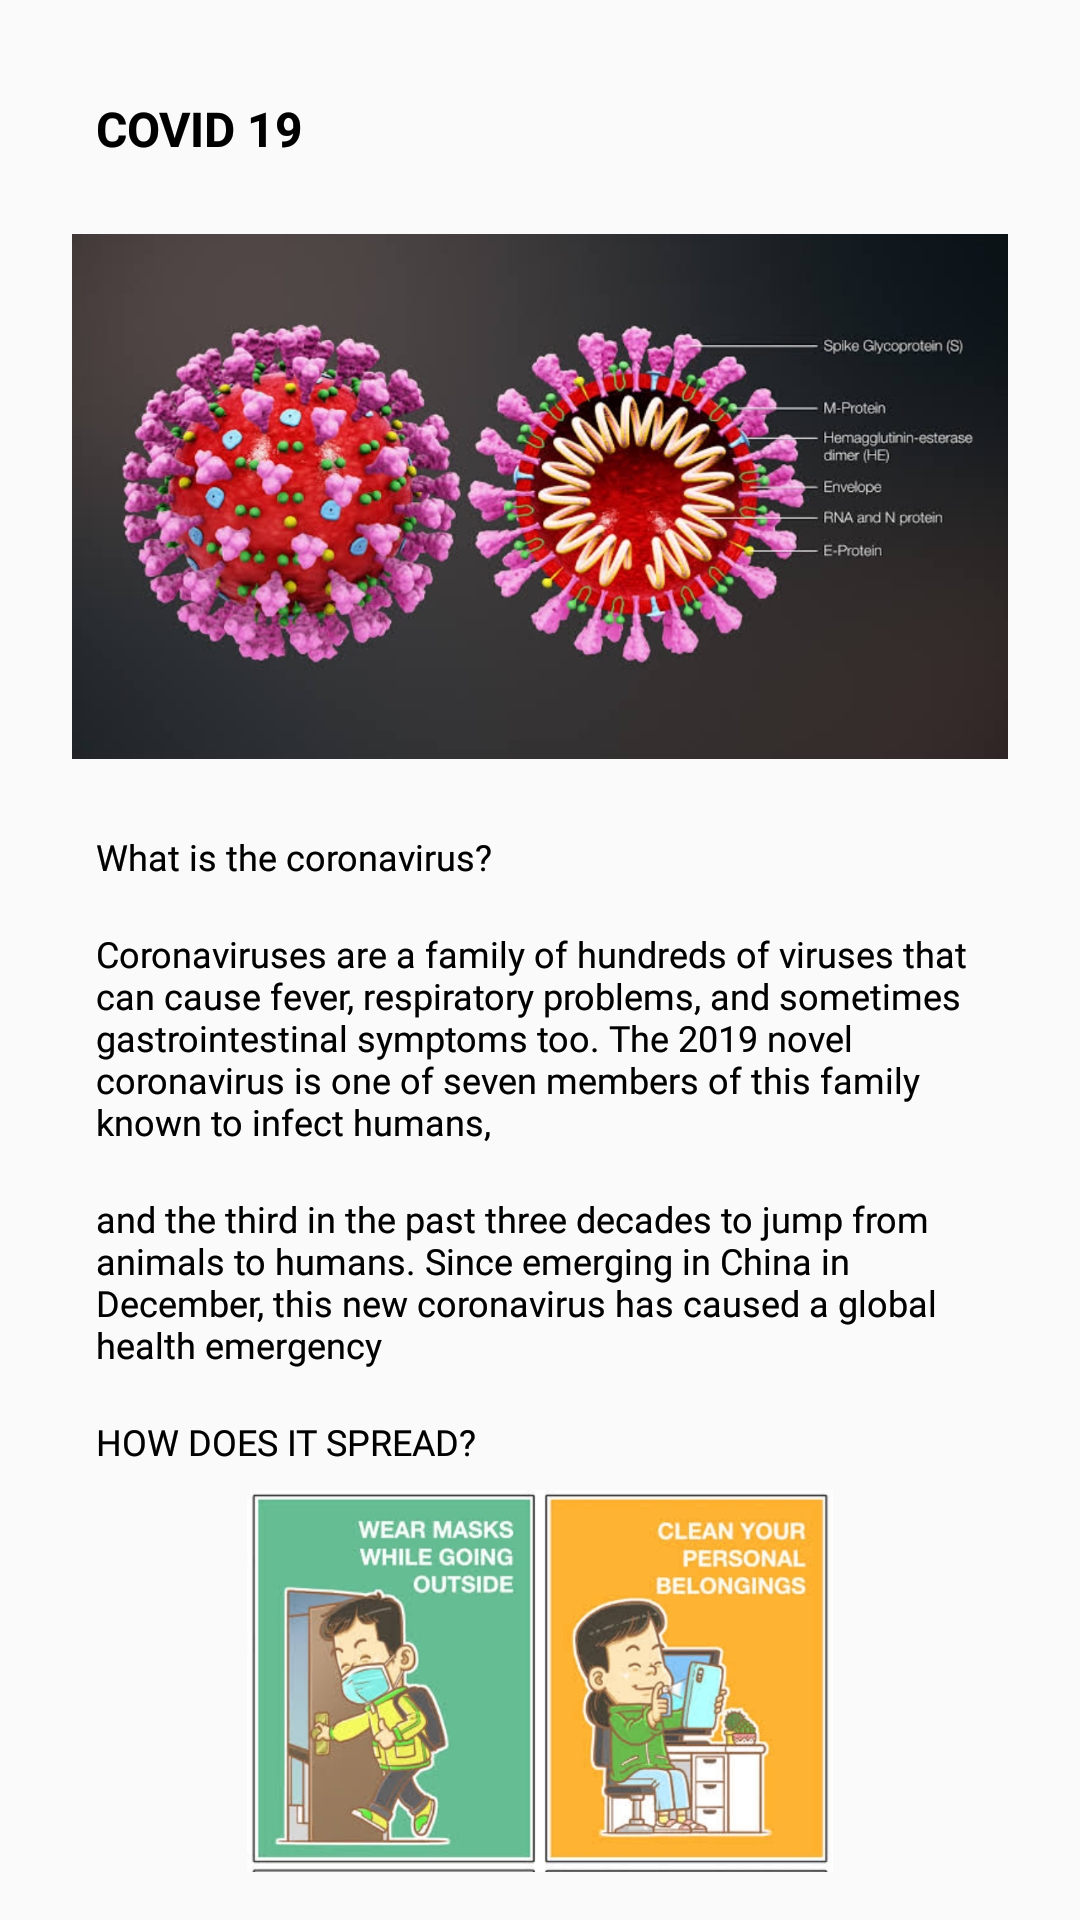 COVID 19
Spike Glycoprotein (S)
M-Protein
Hemagglutinin-esterase
dimer (HE)
Envelope
RNA and N protein
E-Protein
What is the coronavirus?
Coronaviruses are a family of hundreds of viruses that
can cause fever, respiratory problems, and sometimes
gastrointestinal symptoms too. The 2019 novel
coronavirus is one of seven members of this family
known to infect humans,
and the third in the past three decades to jump from
animals to humans. Since emerging in China in
December, this new coronavirus has caused a global
health emergency
HOW DOES IT SPREAD?
WEAR MASKS
WHILE GOING
OUTSIDE
CLEAN YOUR
PERSONAL
BELONGINGS